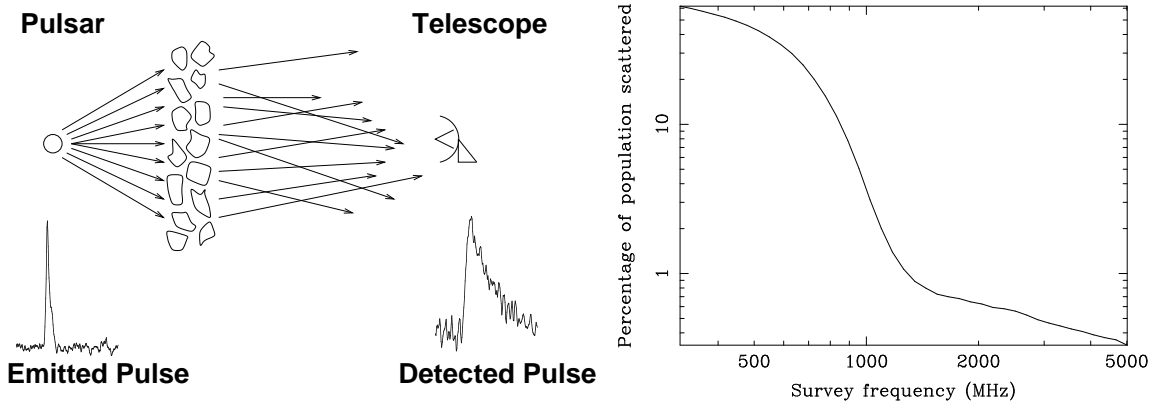 Pulsar
Telescope
Emitted Pulse
Detected Pulse
Percentage of population scattered
10
1
500
1000
2000
5000
Survey frequency (MHz)